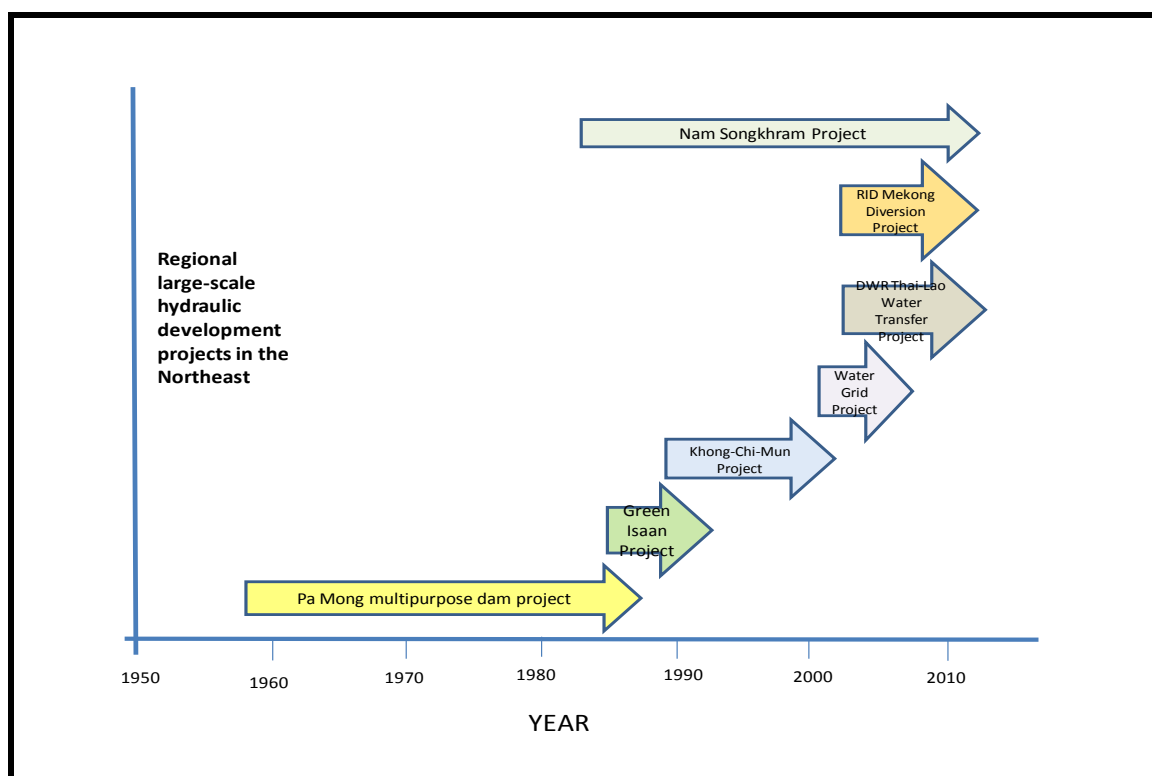 Nam Songkhram Project
RID Mekong
Diversion
Project
Regional
large-scale
hydraulic
development
projects in the
Northeast
DWR Thai-Lao
Water
Transfer
Project
Water
Grid
Project
Khong-Chi-Mun
Project
Green
Isaan
Project
Pa Mong multipurpose dam project
1950
1960
1970
1980
1990
2000
2010
YEAR